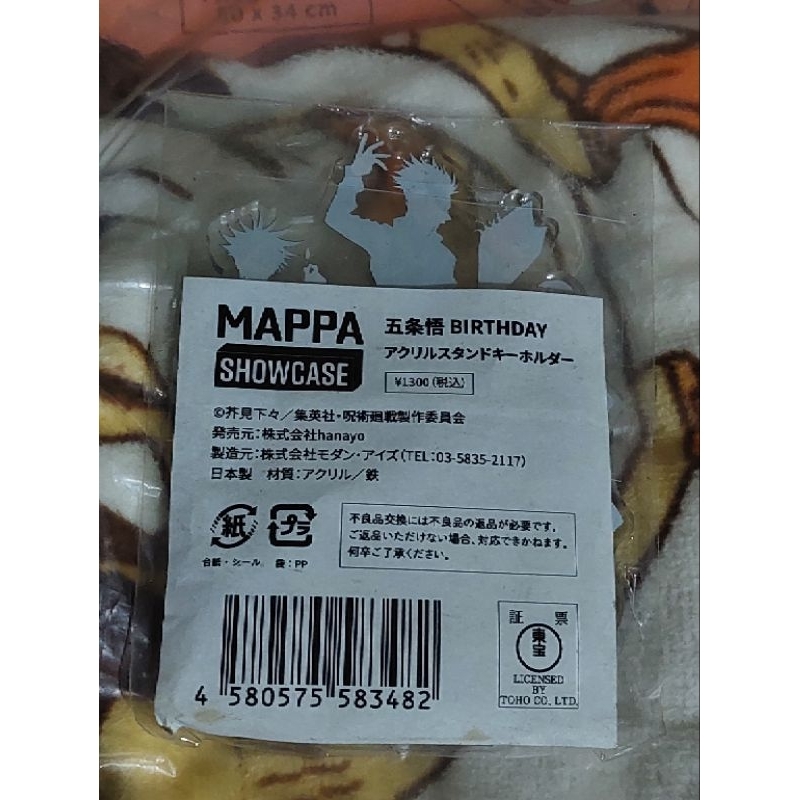 80 x 34 cm
MAPPA
SHOWCASE
五条悟 BIRTHDAY
アクリルスタンドキーホルダー
¥1300(税込)
©芥見下々／集英社・呪術廻戦製作委員会
発売元:株式会社hanayo
製造元:株式会社モダン・アイズ(TEL:03-5835-2117)
日本製 材質:アクリル／鉄
紙 プラ
台紙・シール 袋:PP
不良品交換には不良品の返品が必要です。
ご返品いただけない場合、対応できかねます。
何卒ご了承ください。
4 580575 583482
証 票
東宝
LICENSED
BY
TOHO CO., LTD.